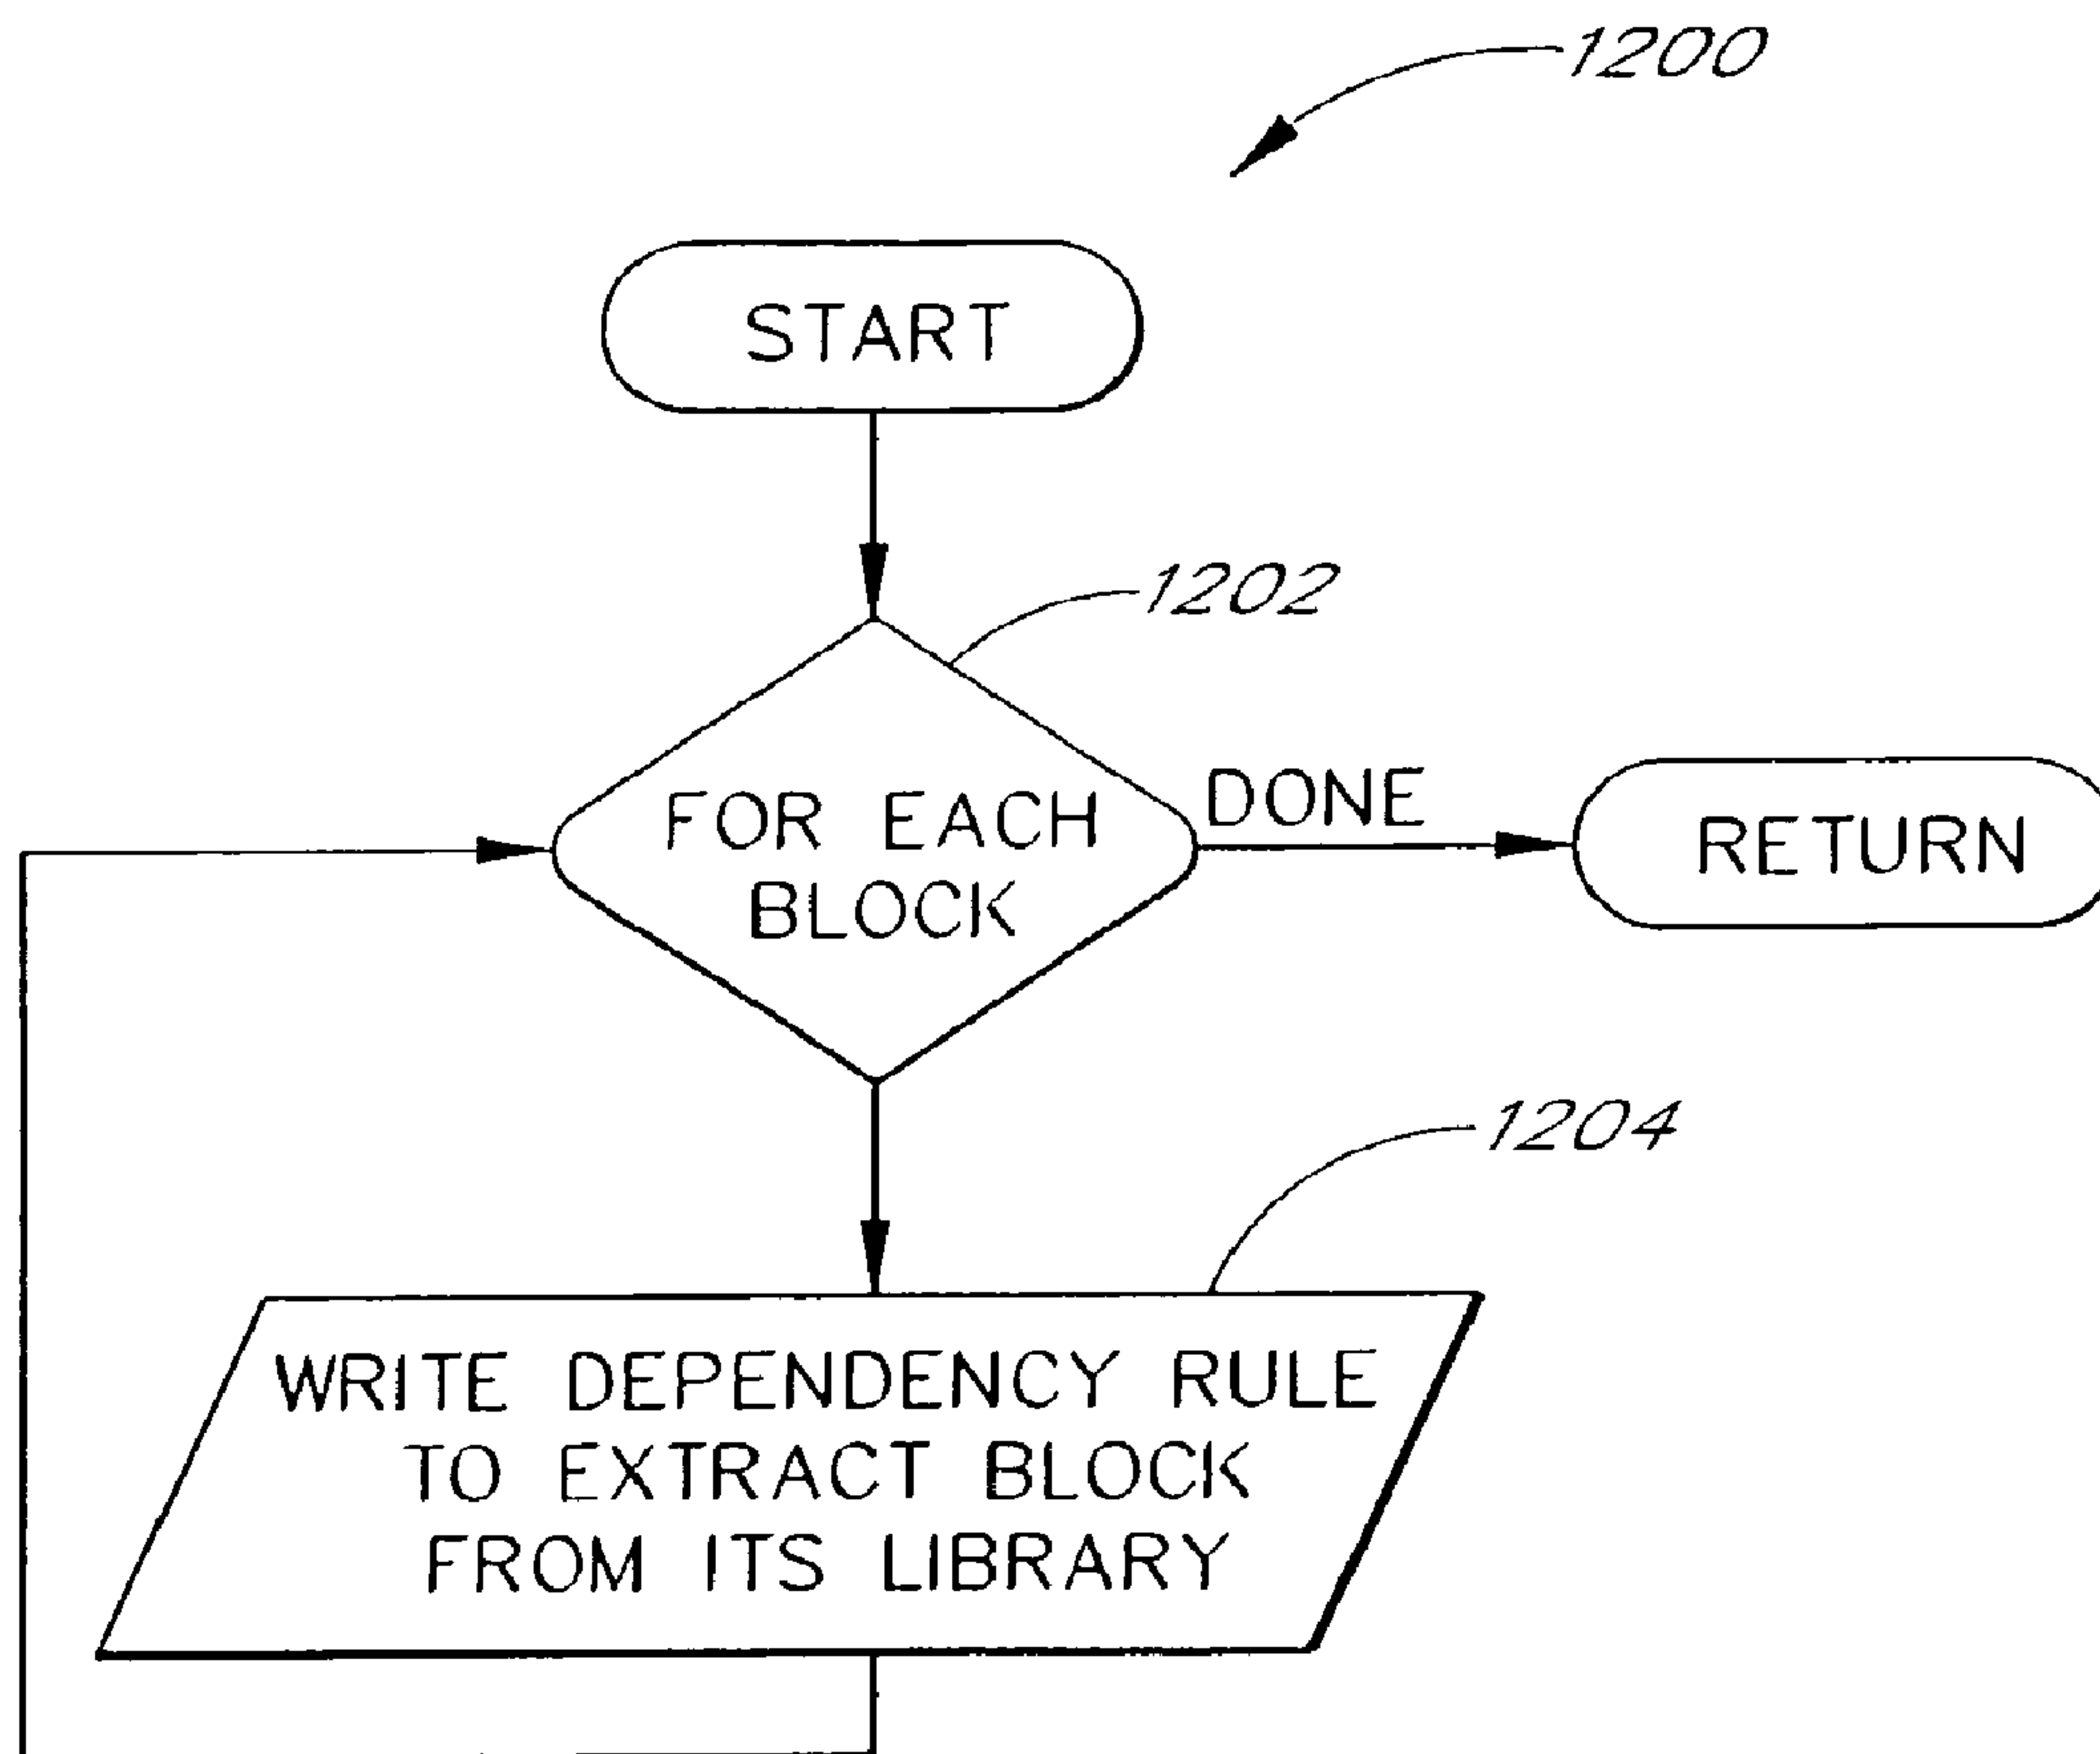 1200
START
1202
FOR EACH
BLOCK
DONE
RETURN
1204
WRITE DEPENDENCY RULE
TO EXTRACT BLOCK
FROM ITS LIBRARY